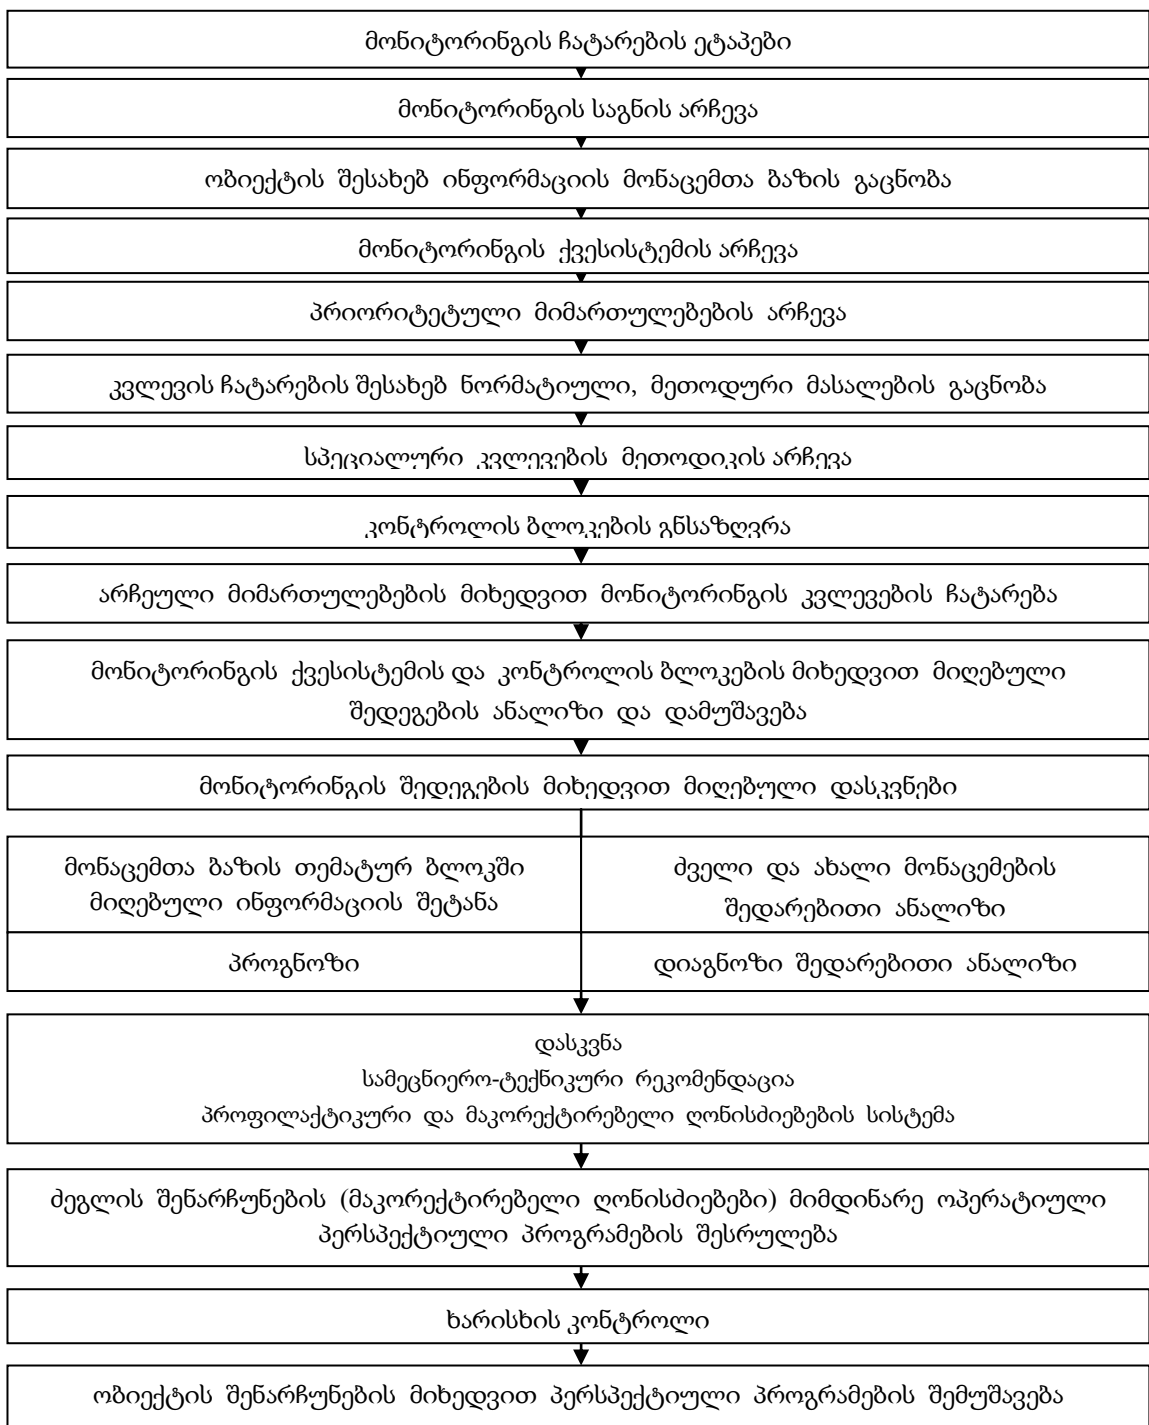 მონიტორინგის ჩატარების ეტაპები
მონიტორინგის საგნის არჩევა
ობიექტის შესახებ ინფორმაციის მონაცემთა ბაზის გაცნობა
მონიტორინგის ქვესისტემის არჩევა
პრიორიტეტული მიმართულებების არჩევა
კვლევის ჩატარების შესახებ ნორმატიული, მეთოდური მასალების გაცნობა
სპეციალური კვლევების მეთოდიკის არჩევა
კონტროლის ბლოკების გნსაზღვრა
არჩეული მიმართულებების მიხედვით მონიტორინგის კვლევების ჩატარება
მონიტორინგის ქვესისტემის და კონტროლის ბლოკების მიხედვით მიღებული
შედეგების ანალიზი და დამუშავება
მონიტორინგის შედეგების მიხედვით მიღებული დასკვნები
მონაცემთა ბაზის თემატურ ბლოკში
მიღებული ინფორმაციის შეტანა
ძველი და ახალი მონაცემების
შედარებითი ანალიზი
პროგნოზი
დიაგნოზი შედარებითი ანალიზი
დასკვნა
სამეცნიერო-ტექნიკური რეკომენდაცია
პროფილაქტიკური და მაკორექტირებელი ღონისძიებების სისტემა
ძეგლის შენარჩუნების (მაკორექტირებელი ღონისძიებები) მიმდინარე ოპერატიული
პერსპექტიული პროგრამების შესრულება
ხარისხის კონტროლი
ობიექტის შენარჩუნების მიხედვით პერსპექტიული პროგრამების შემუშავება